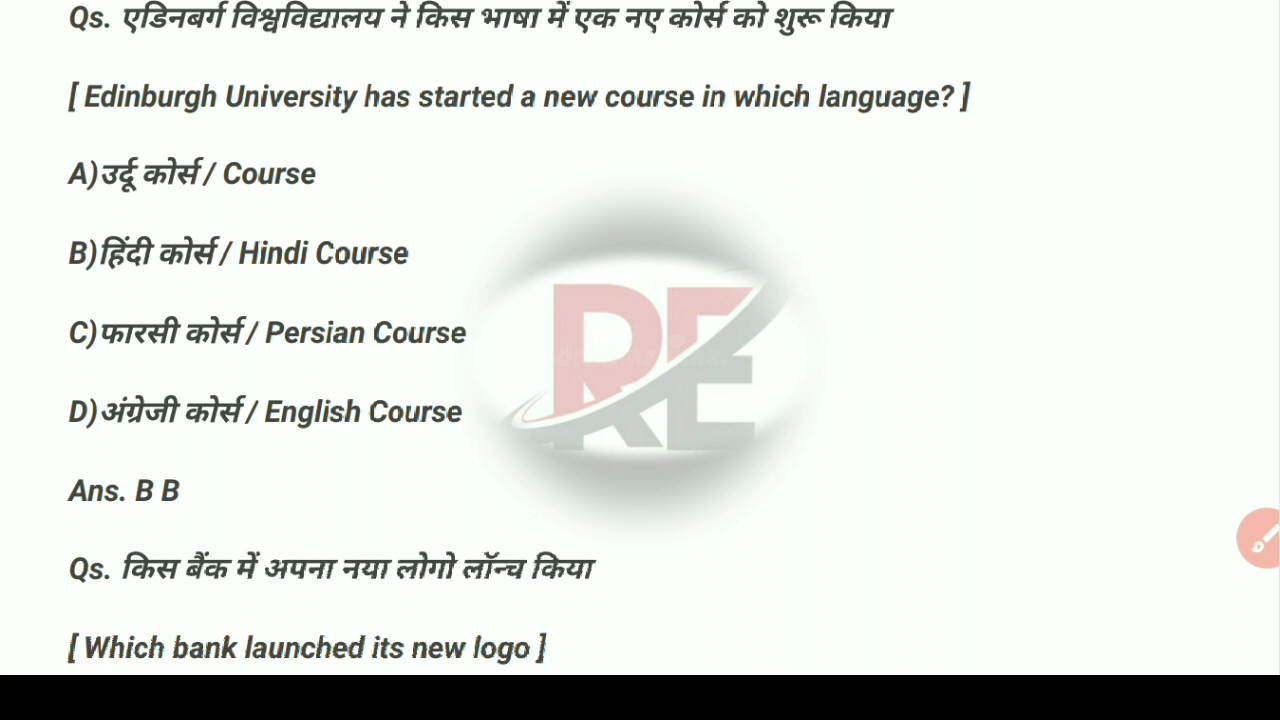 Qs. एडिनबर्ग विश्वविद्यालय ने किस भाषा में एक नए कोर्स को शुरू किया
[ Edinburgh University has started a new course in which language? ]
A)उर्दू कोर्स / Course
B)हिंदी कोर्स / Hindi Course
C)फारसी कोर्स / Persian Course
D)अंग्रेजी कोर्स / English Course
Ans. B B
Qs. किस बैंक में अपना नया लोगो लॉन्च किया
[ Which bank launched its new logo ]
RE